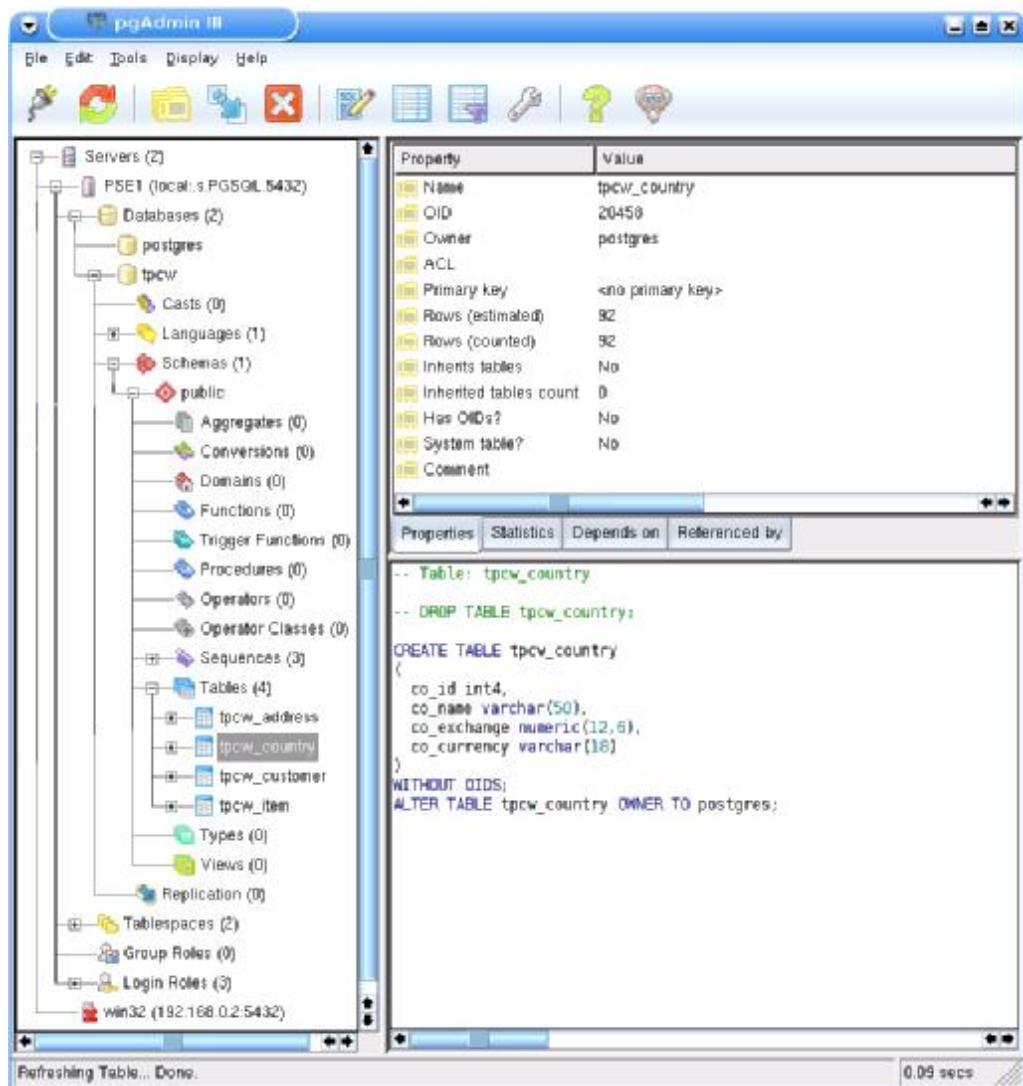 pgAdmin III
File Edit Tools Display Help
Servers (2)
PSE1 (local:.s.PGSQL.5432)
Databases (2)
postgres
tpcw
Casts (0)
Languages (1)
Schemas (1)
public
Aggregates (0)
Conversions (0)
Domains (0)
Functions (0)
Trigger Functions (0)
Procedures (0)
Operators (0)
Operator Classes (0)
Sequences (3)
Tables (4)
tpcw_address
tpcw_country
tpcw_customer
tpcw_item
Types (0)
Views (0)
Replication (0)
Tablespaces (2)
Group Roles (0)
Login Roles (3)
win32 (192.168.0.2:5432)
Property Value
Name tpcw_country
OID 20458
Owner postgres
ACL
Primary key <no primary key>
Rows (estimated) 92
Rows (counted) 92
Inherits tables No
Inherited tables count 0
Has OIDs? No
System table? No
Comment
Properties Statistics Depends on Referenced by
-- Table: tpcw_country
-- DROP TABLE tpcw_country;
CREATE TABLE tpcw_country
(
co_id int4,
co_name varchar(50),
co_exchange numeric(12,6),
co_currency varchar(18)
)
WITHOUT OIDS;
ALTER TABLE tpcw_country OWNER TO postgres;
Refreshing Table... Done.
0.09 secs